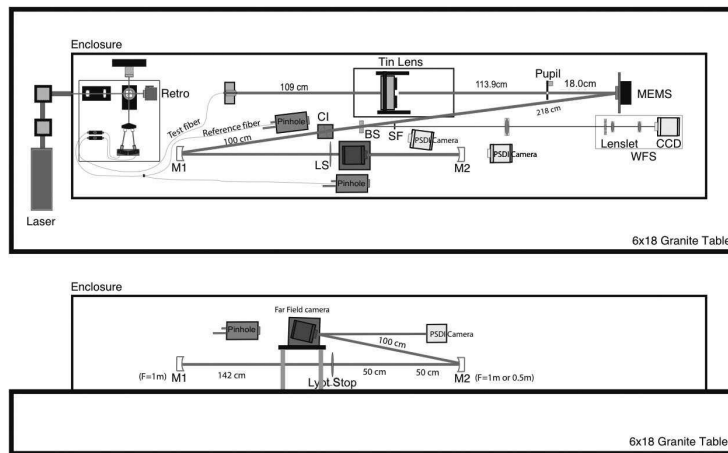 Enclosure
Tin Lens
Pupil
109 cm
113.9cm
18.0cm
MEMS
Retro
Test fiber
Reference fiber
Pinhole
CI
218 cm
BS
SF
100 cm
PSDI Camera
PSDI Camera
Lenslet
CCD
WFS
M1
LS
M2
Pinhole
Laser
6x18 Granite Table
Enclosure
Far Field camera
Pinhole
PSDI Camera
100 cm
(F=1m)
M1
142 cm
Lyot Stop
50 cm
50 cm
M2
(F=1m or 0.5m)
6x18 Granite Table